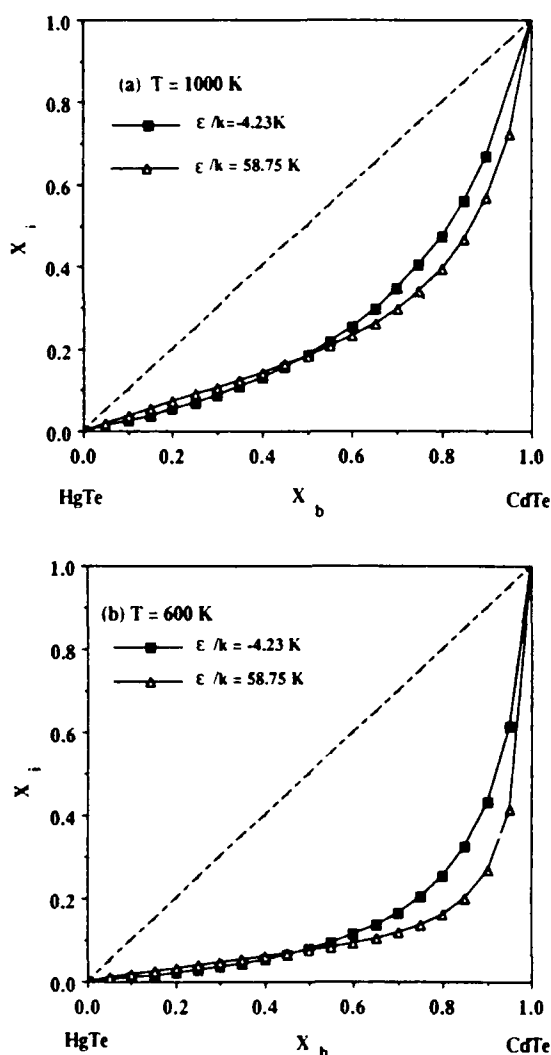 1.0
(a) T = 1000 K
0.8
ε /k=-4.23K
ε /k = 58.75 K
0.6
X i
0.4
0.2
0.0
0.0 0.2 0.4 0.6 0.8 1.0
HgTe X b CdTe
1.0
(b) T = 600 K
ε /k = -4.23 K
0.8
ε /k = 58.75 K
0.6
X i
0.4
0.2
0.0
0.0 0.2 0.4 0.6 0.8 1.0
HgTe X b CdTe